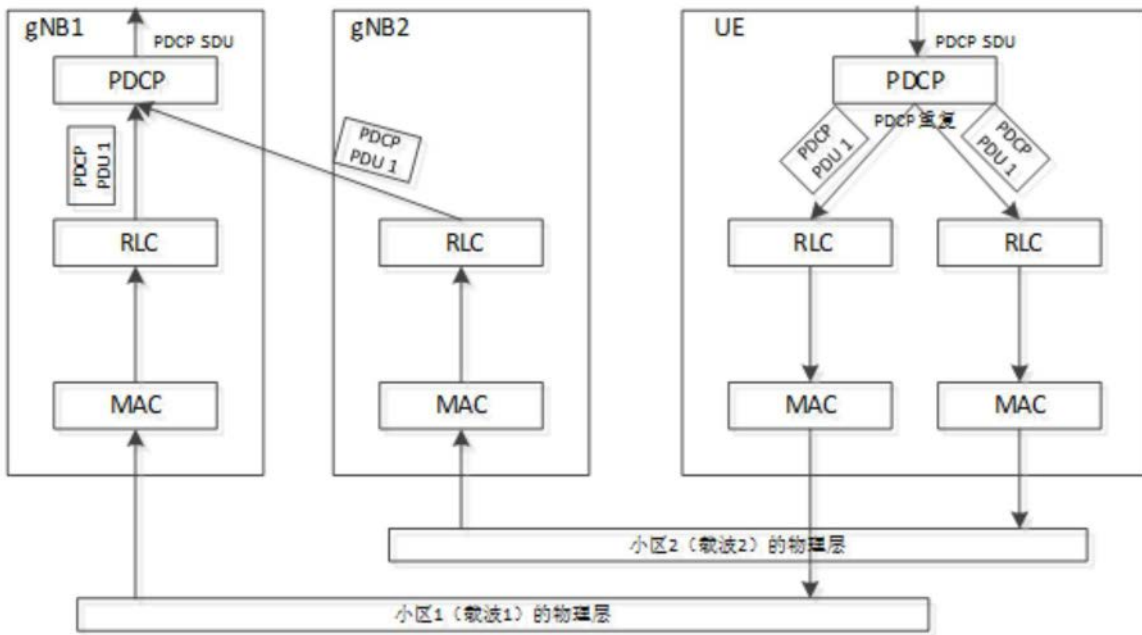 gNB1
gNB2
UE
PDCP SDU
PDCP SDU
PDCP
PDCP
PDCP 重复
PDCP
PDU 1
PDCP
PDU 1
PDCP
PDU 1
PDCP
PDU 1
RLC
RLC
RLC
RLC
MAC
MAC
MAC
MAC
小区2（载波2）的物理层
小区1（载波1）的物理层